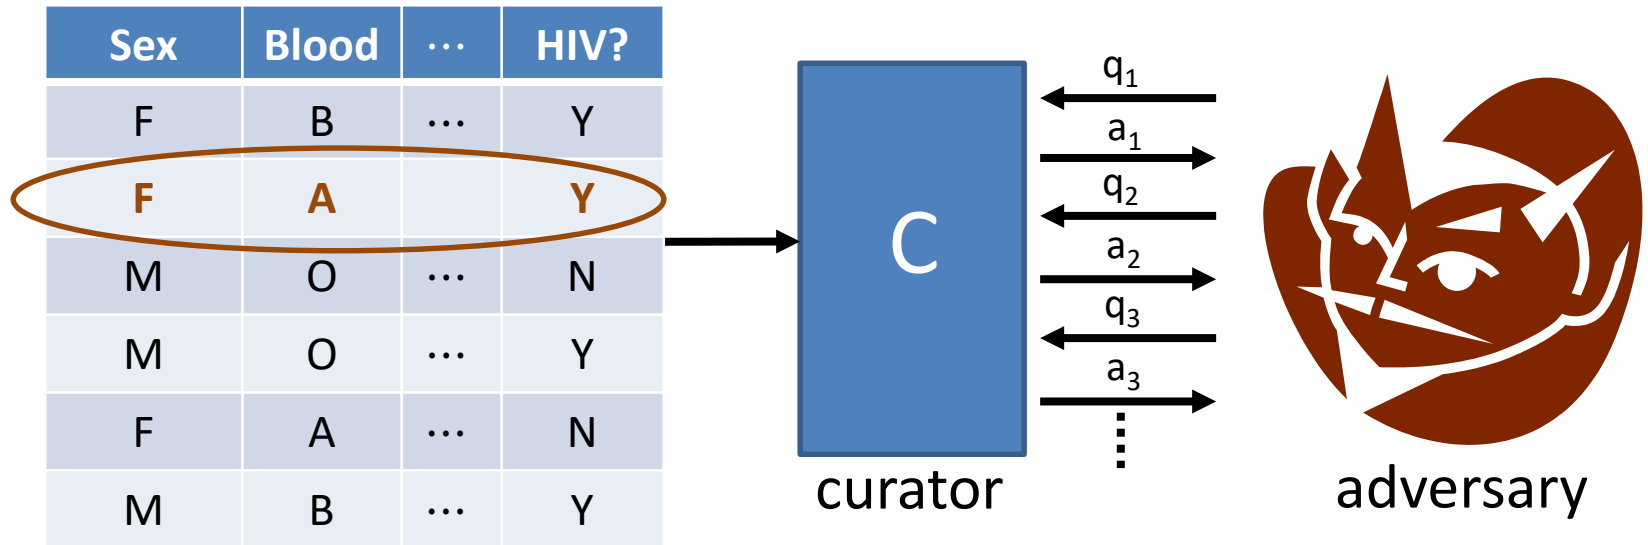 Sex Blood ⋯ HIV?
F B ⋯ Y
F A Y
M O ⋯ N
M O ⋯ Y
F A ⋯ N
M B ⋯ Y
C
curator
q1
a1
q2
a2
q3
a3
adversary